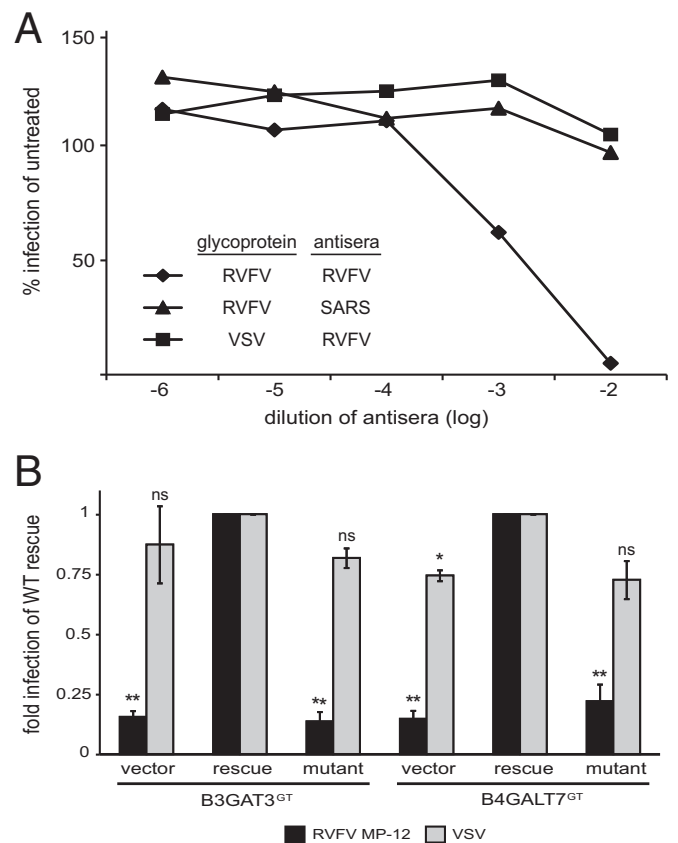 A
150
100
50
% infection of untreated
glycoprotein antisera
RVFV RVFV
RVFV SARS
VSV RVFV
-6 -5 -4 -3 -2
dilution of antisera (log)
B
fold infection of WT rescue
1
0.75
0.5
0.25
0
ns
ns
*
ns
** ** ** **
vector rescue mutant vector rescue mutant
B3GAT3GT B4GALT7GT
RVFV MP-12 VSV